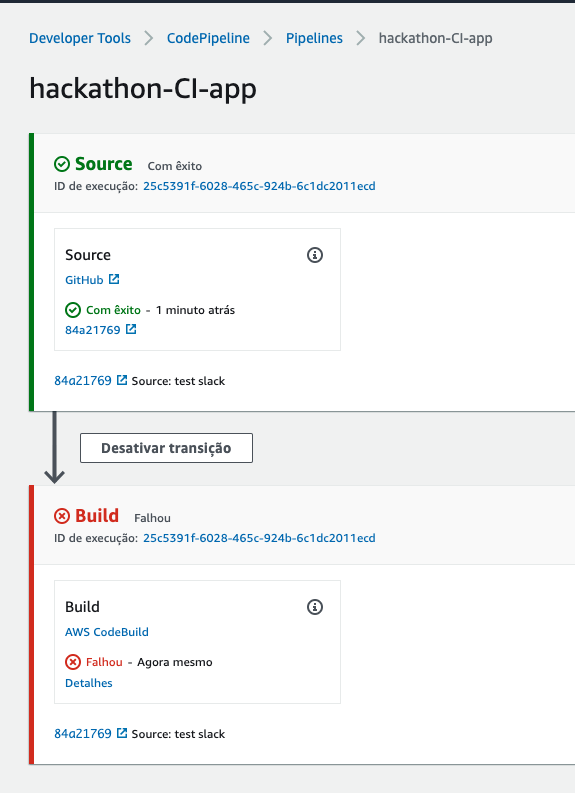 Developer Tools > CodePipeline > Pipelines > hackathon-CI-app
hackathon-CI-app
Source Com êxito
ID de execução: 25c5391f-6028-465c-924b-6c1dc2011ecd
Source
GitHub
Com êxito - 1 minuto atrás
84a21769
84a21769 Source: test slack
Desativar transição
Build Falhou
ID de execução: 25c5391f-6028-465c-924b-6c1dc2011ecd
Build
AWS CodeBuild
Falhou - Agora mesmo
Detalhes
84a21769 Source: test slack